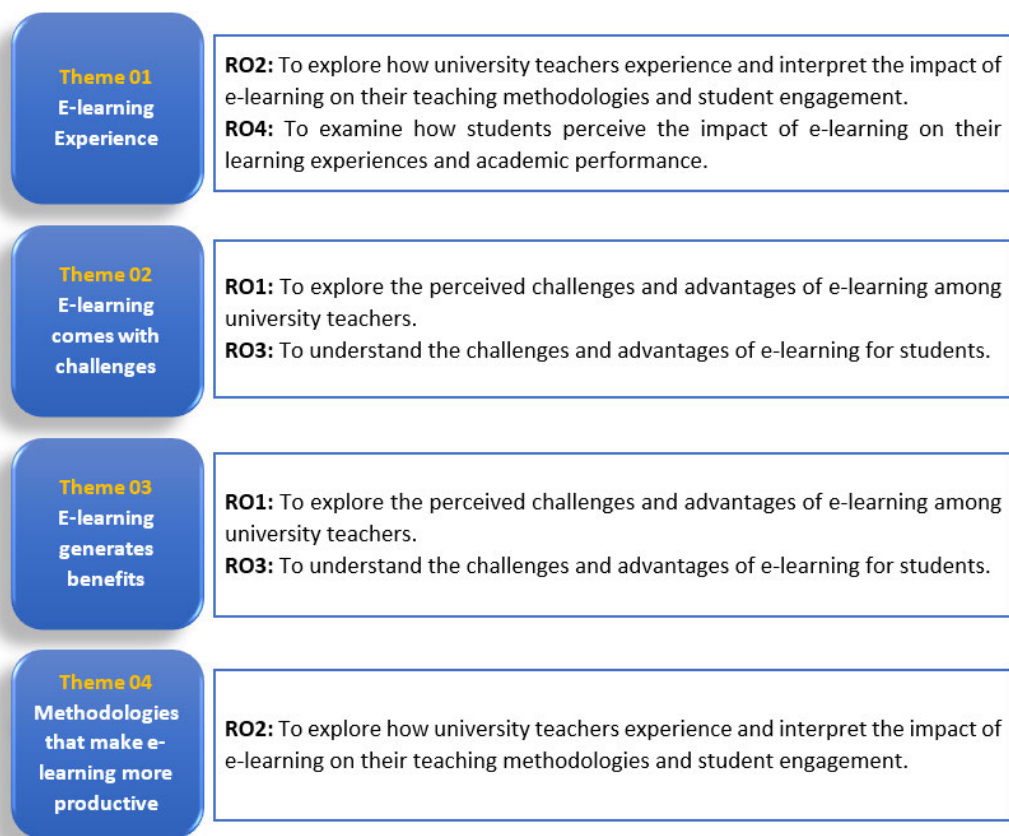 Theme 01
E-learning
Experience
RO2: To explore how university teachers experience and interpret the impact of
e-learning on their teaching methodologies and student engagement.
RO4: To examine how students perceive the impact of e-learning on their
learning experiences and academic performance.
Theme 02
E-learning
comes with
challenges
RO1: To explore the perceived challenges and advantages of e-learning among
university teachers.
RO3: To understand the challenges and advantages of e-learning for students.
Theme 03
E-learning
generates
benefits
RO1: To explore the perceived challenges and advantages of e-learning among
university teachers.
RO3: To understand the challenges and advantages of e-learning for students.
Theme 04
Methodologies
that make e-
learning more
productive
RO2: To explore how university teachers experience and interpret the impact of
e-learning on their teaching methodologies and student engagement.